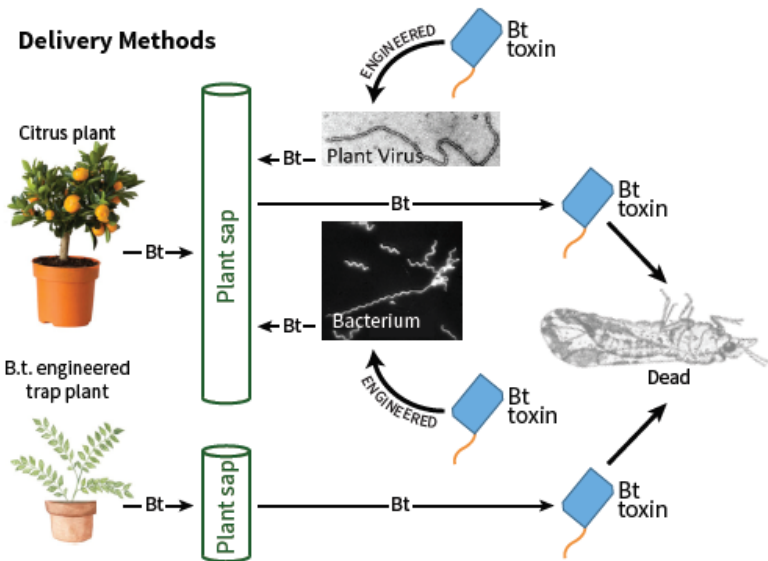 Delivery Methods
ENGINEERED
Bt
toxin
Citrus plant
Bt
Plant Virus
Bt
Bt
toxin
Bt
Plant sap
Bacterium
Bt
Dead
B.t. engineered
trap plant
ENGINEERED
Bt
toxin
Bt
Plant sap
Bt
Bt
toxin